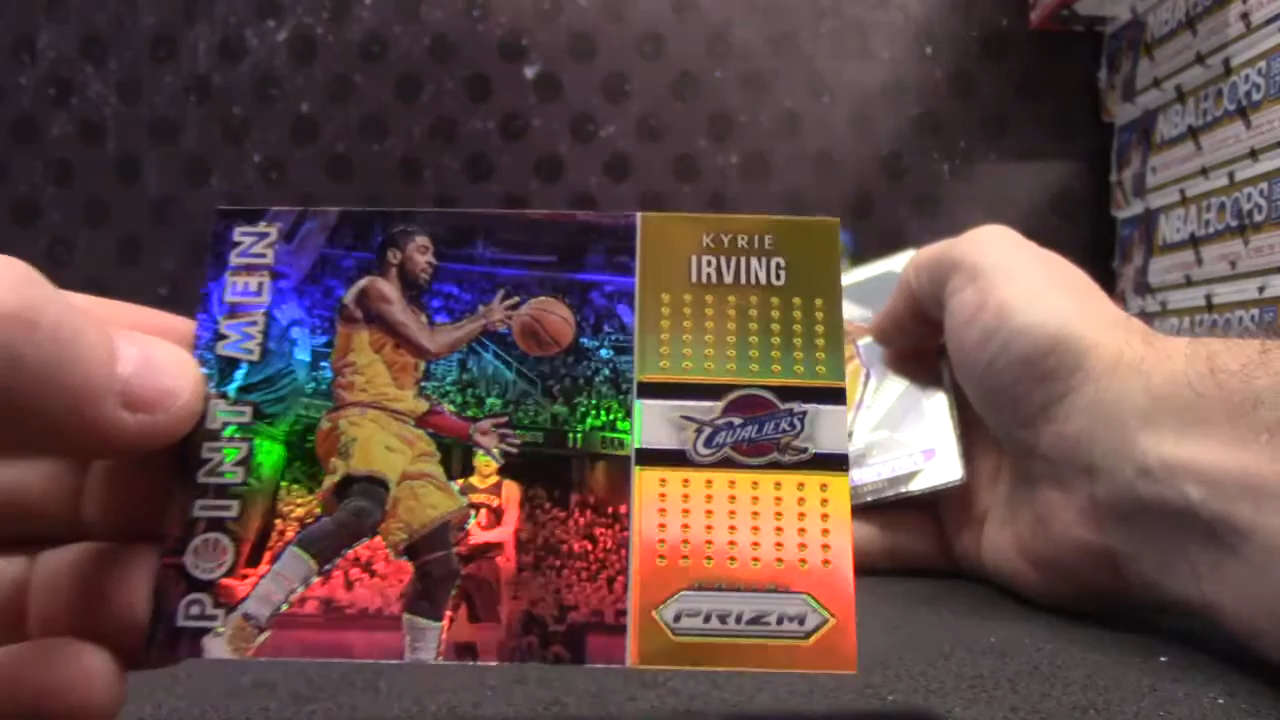 POINT MEN
KYRIE
IRVING
CAVALIERS
PRIZM
NBA HOOPS
NBA HOOPS
NBA HOOPS